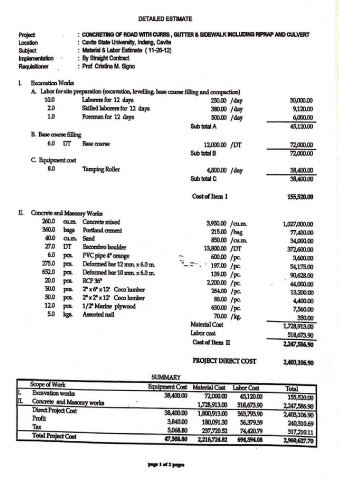 DETAILED ESTIMATE
Project : CONCRETING OF ROAD WITH CURBS , GUTTER & SIDEWALK INCLUDING RIPRAP AND CULVERT
Location : Cavite State University, Indang, Cavite
Subject : Material & Labor Estimate ( 11-26-12)
Implementation : By Straight Contract
Requisitioner : Prof. Cristina M. Signo
I. Excavation Works
A. Labor for site preparation (excavation, levelling, base coarse filling and compaction)
10.0 Laborers for 12 days 250.00 /day 30,000.00
2.0 Skilled laborers for 12 days 380.00 /day 9,120.00
1.0 Foreman for 12 days 500.00 /day 6,000.00
Sub total A 45,120.00
B. Base coarse filling
6.0 DT Base coarse 12,000.00 /DT 72,000.00
Sub total B 72,000.00
C. Equipment cost
8.0 Tamping Roller 4,800.00 /day 38,400.00
Sub total C 38,400.00
Cost of Item I 155,520.00
II. Concrete and Masonry Works
260.0 cu.m. Concrete mixed 3,950.00 /cu.m. 1,027,000.00
360.0 bags Portland cement 215.00 /bag 77,400.00
40.0 cu.m. Sand 850.00 /cu.m. 34,000.00
27.0 DT Escombro boulder 13,800.00 /DT 372,600.00
6.0 pcs. PVC pipe 4" orange 600.00 /pc. 3,600.00
275.0 pcs. Deformed bar 12 mm. x 6.0 m. 197.00 /pc. 54,175.00
652.0 pcs. Deformed bar 10 mm. x 6.0 m. 139.00 /pc. 90,628.00
20.0 pcs. RCP 36" 2,200.00 /pc. 44,000.00
50.0 pcs. 2" x 6" x 12' Coco lumber 264.00 /pc. 13,200.00
50.0 pcs. 2" x 2" x 12' Coco lumber 88.00 /pc. 4,400.00
12.0 pcs. 1/2" Marine plywood 630.00 /pc. 7,560.00
5.0 kgs. Assorted nail 70.00 /kg. 350.00
Material Cost 1,728,913.00
Labor cost 518,673.90
Cost of Item II 2,247,586.90
PROJECT DIRECT COST 2,403,106.90
SUMMARY
Scope of Work Equipment Cost Material Cost Labor Cost Total
I. Excavation works 38,400.00 72,000.00 45,120.00 155,520.00
II. Concrete and Masonry works 1,728,913.00 518,673.90 2,247,586.90
Direct Project Cost 38,400.00 1,800,913.00 563,793.90 2,403,106.90
Profit 3,840.00 180,091.30 56,379.39 240,310.69
Tax 5,068.80 237,720.52 74,420.79 317,210.11
Total Project Cost 47,308.80 2,218,724.82 694,594.08 2,960,627.70
page 1 of 2 pages